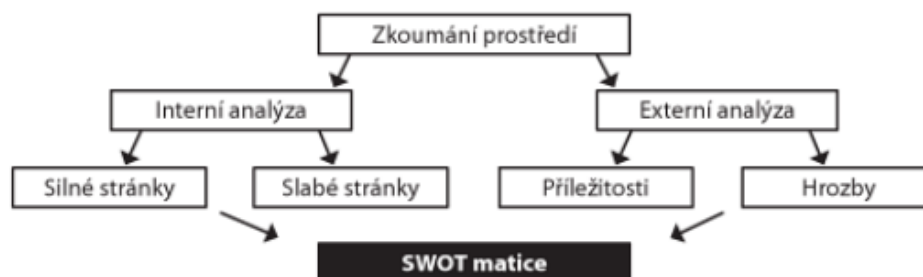 Zkoumání prostředí
Interní analýza
Externí analýza
Silné stránky
Slabé stránky
Příležitosti
Hrozby
SWOT matice